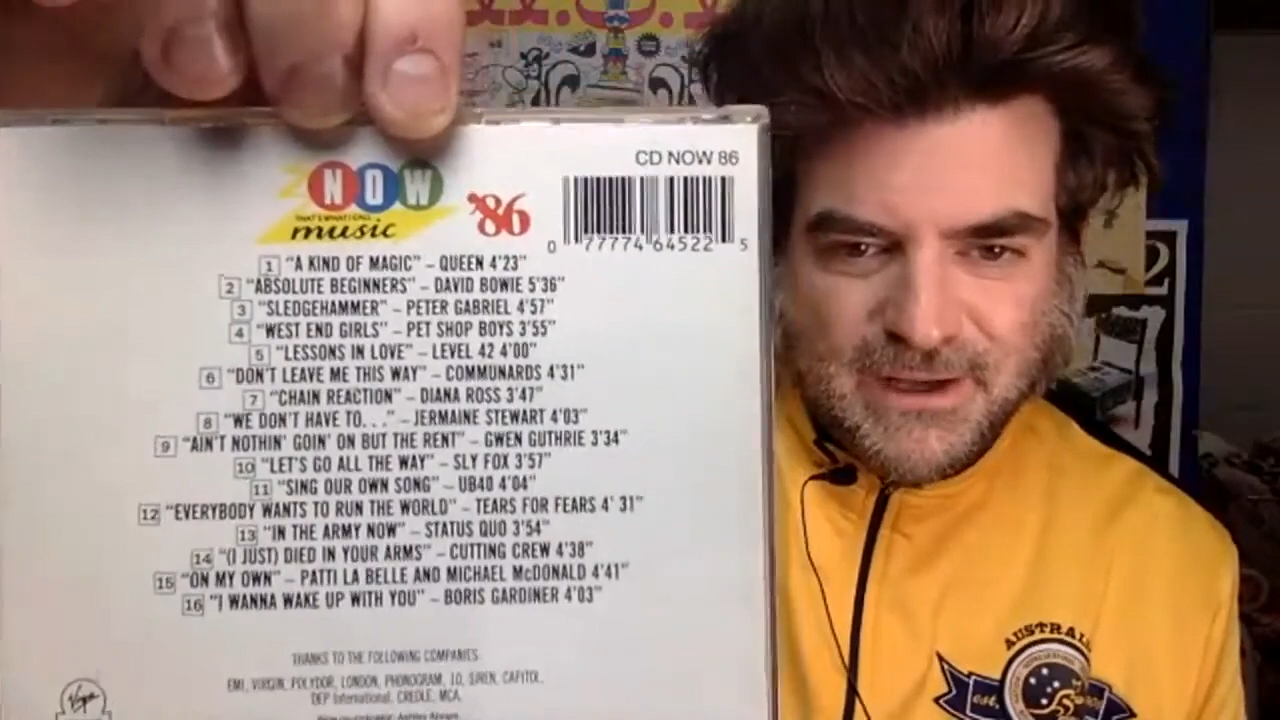 CD NOW 86
NOW
THAT'S WHAT I CALL
music
'86
0 77774 64522 5
1 "A KIND OF MAGIC" – QUEEN 4'23"
2 "ABSOLUTE BEGINNERS" – DAVID BOWIE 5'36"
3 "SLEDGEHAMMER" – PETER GABRIEL 4'57"
4 "WEST END GIRLS" – PET SHOP BOYS 3'55"
5 "LESSONS IN LOVE" – LEVEL 42 4'00"
6 "DON'T LEAVE ME THIS WAY" – COMMUNARDS 4'31"
7 "CHAIN REACTION" – DIANA ROSS 3'47"
8 "WE DON'T HAVE TO. . ." – JERMAINE STEWART 4'03"
9 "AIN'T NOTHIN' GOIN' ON BUT THE RENT" – GWEN GUTHRIE 3'34"
10 "LET'S GO ALL THE WAY" – SLY FOX 3'57"
11 "SING OUR OWN SONG" – UB40 4'04"
12 "EVERYBODY WANTS TO RUN THE WORLD" – TEARS FOR FEARS 4' 31"
13 "IN THE ARMY NOW" – STATUS QUO 3'54"
14 "(I JUST) DIED IN YOUR ARMS" – CUTTING CREW 4'38"
15 "ON MY OWN" – PATTI LA BELLE AND MICHAEL McDONALD 4'41"
16 "I WANNA WAKE UP WITH YOU" – BORIS GARDINER 4'03"
THANKS TO THE FOLLOWING COMPANIES
EMI, VIRGIN, POLYDOR, LONDON, PHONOGRAM, 10, SIREN, CAPITOL,
DEP International, CREOLE, MCA.
Virgin
2
AUSTRALI
est.